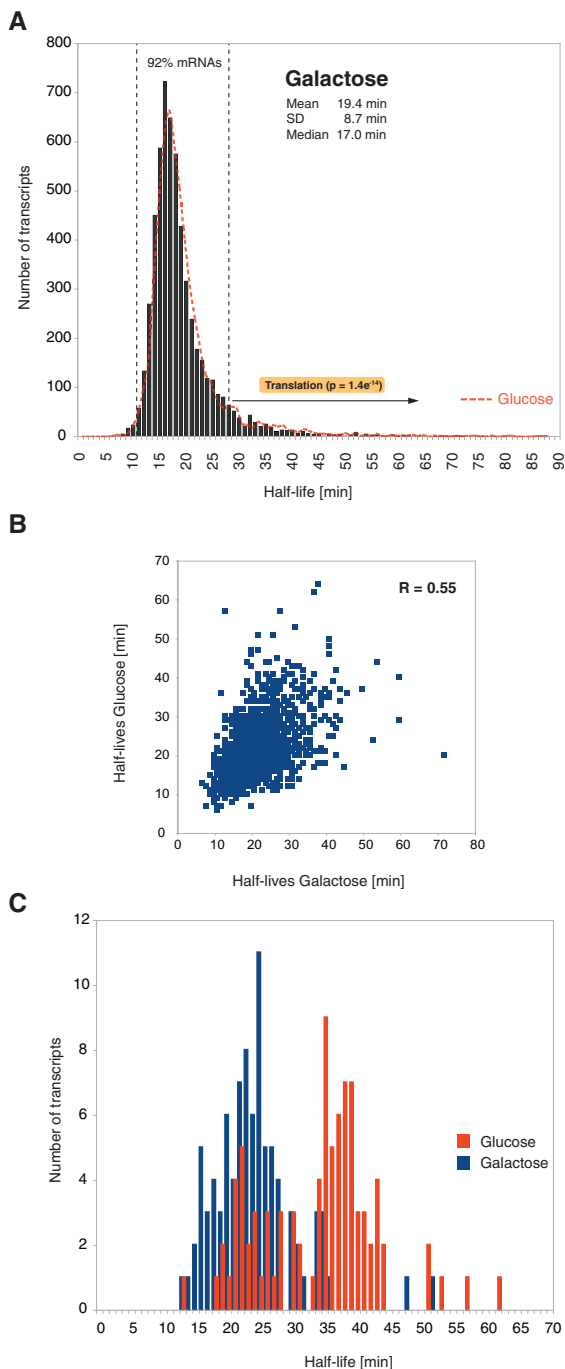 A
800
700
600
500
400
300
200
100
0
Number of transcripts
92% mRNAs
Galactose
Mean 19.4 min
SD 8.7 min
Median 17.0 min
Translation (p = 1.4e-14)
Glucose
0 5 10 15 20 25 30 35 40 45 50 55 60 65 70 75 80 85 90
Half-life [min]
B
70
60
50
40
30
20
10
0
Half-lives Glucose [min]
R = 0.55
0 10 20 30 40 50 60 70 80
Half-lives Galactose [min]
C
12
10
8
6
4
2
0
Number of transcripts
Glucose
Galactose
0 5 10 15 20 25 30 35 40 45 50 55 60 65 70
Half-life [min]